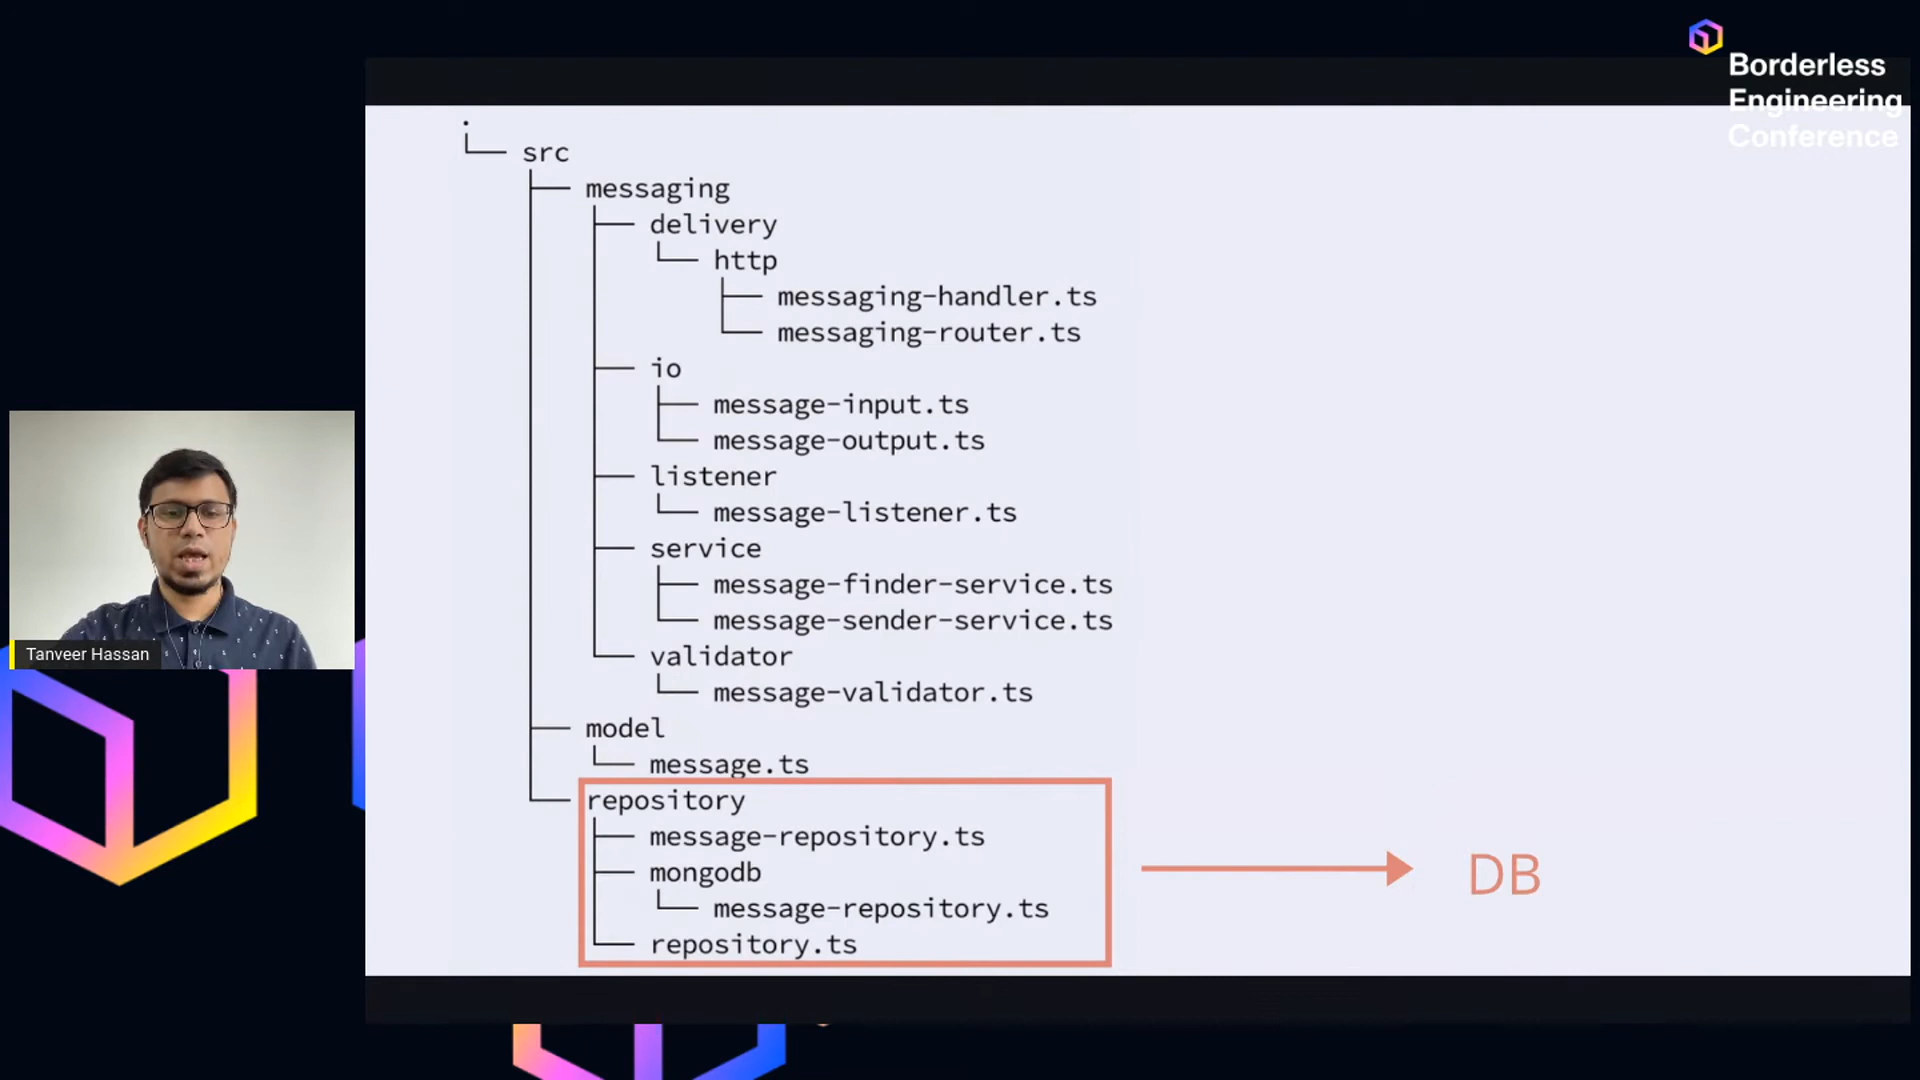 Borderless
Engineering
Conference
.
└── src
├── messaging
├── delivery
└── http
├── messaging-handler.ts
└── messaging-router.ts
├── io
├── message-input.ts
└── message-output.ts
├── listener
└── message-listener.ts
├── service
├── message-finder-service.ts
└── message-sender-service.ts
└── validator
└── message-validator.ts
├── model
└── message.ts
└── repository
├── message-repository.ts
├── mongodb
└── message-repository.ts
└── repository.ts
DB
Tanveer Hassan